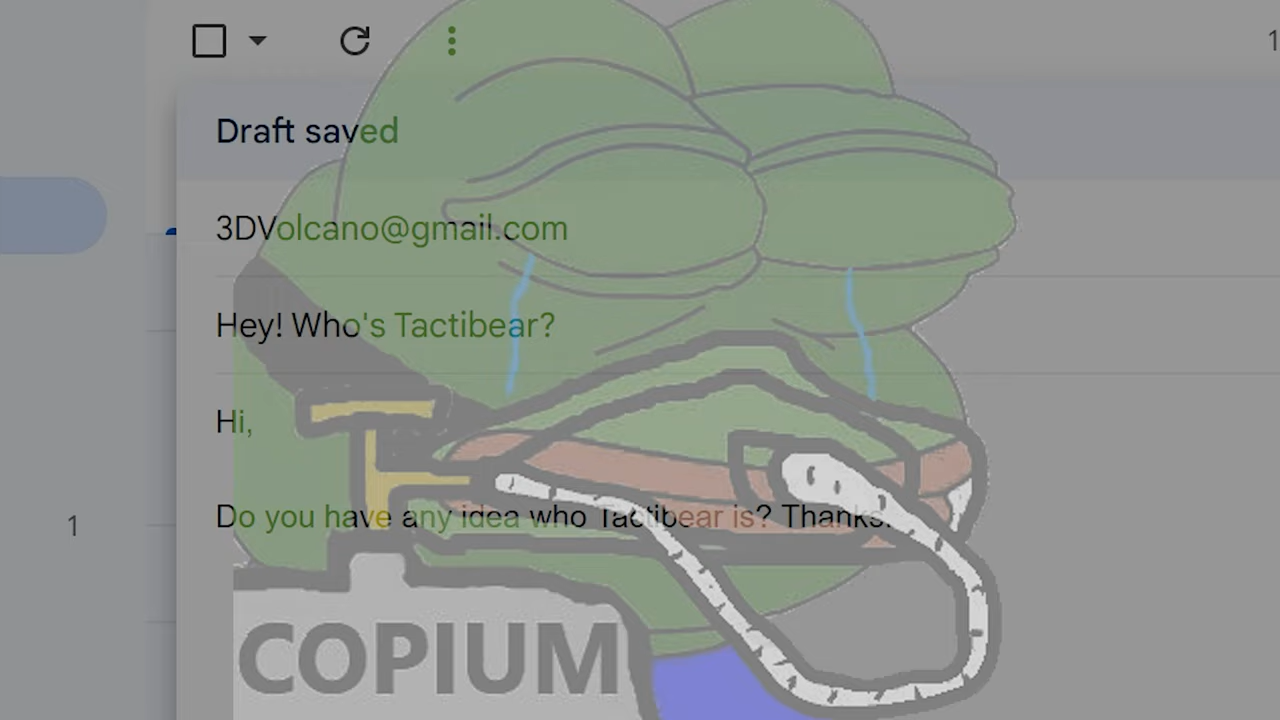 1
Draft saved
3DVolcano@gmail.com
Hey! Who's Tactibear?
Hi,
Do you have any idea who Tactibear is? Thanks.
1
COPIUM